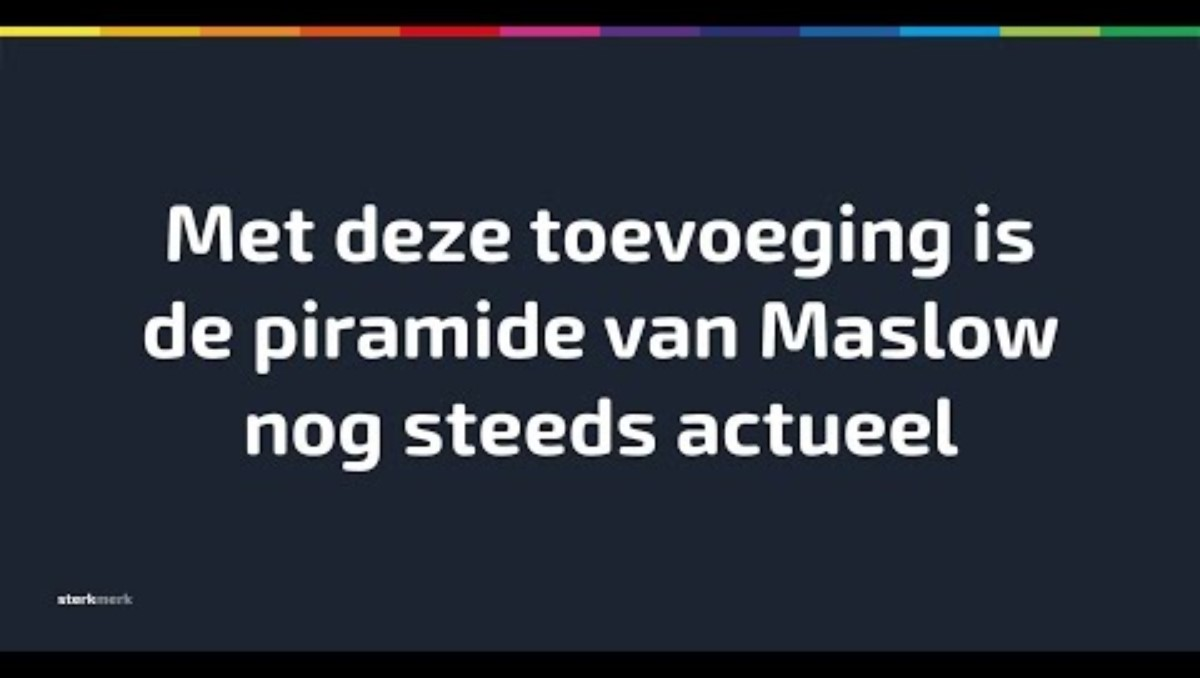 Met deze toevoeging is
de piramide van Maslow
nog steeds actueel
sterkmerk